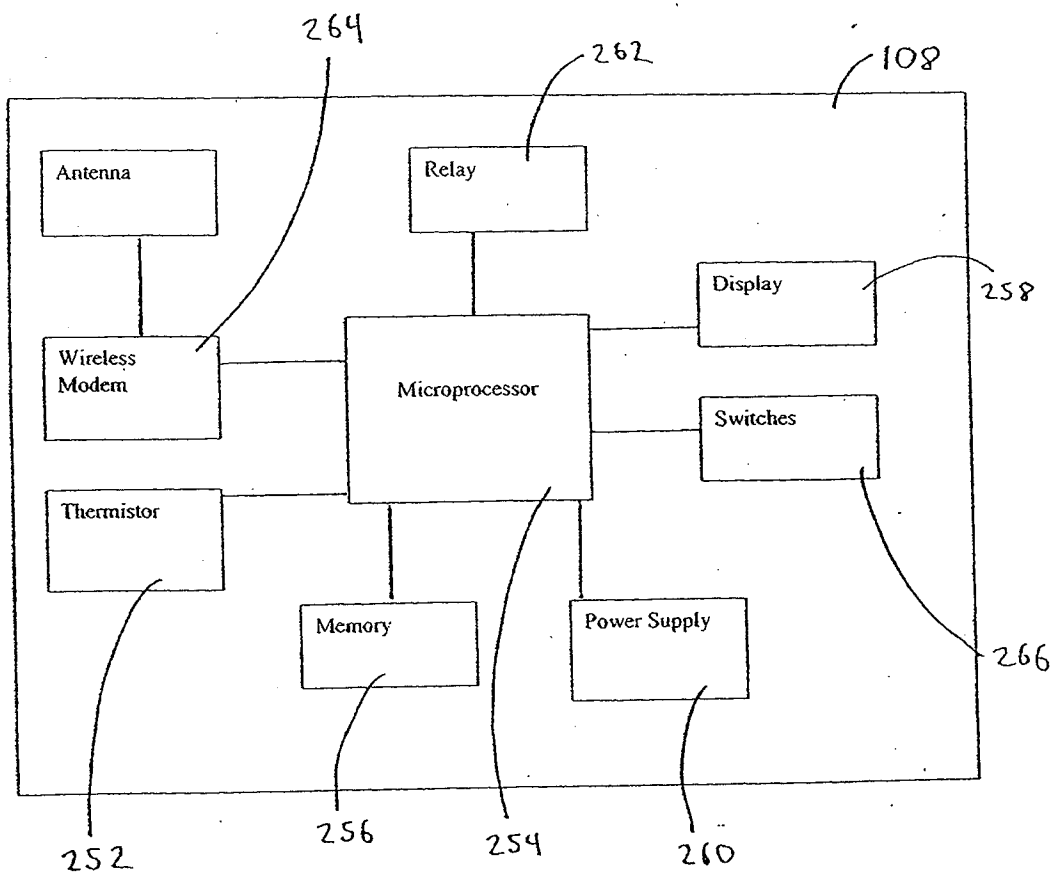 264
262
108
Antenna
Relay
Display
258
Wireless
Modem
Microprocessor
Switches
Thermistor
Memory
Power Supply
266
252
256
254
260